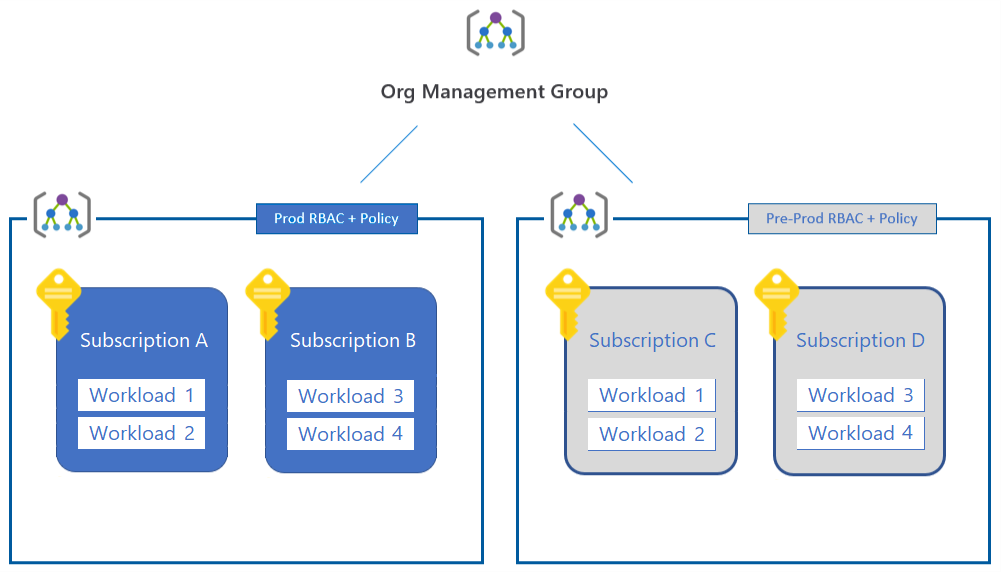 Org Management Group
Prod RBAC + Policy
Subscription A
Workload 1
Workload 2
Subscription B
Workload 3
Workload 4
Pre-Prod RBAC + Policy
Subscription C
Workload 1
Workload 2
Subscription D
Workload 3
Workload 4